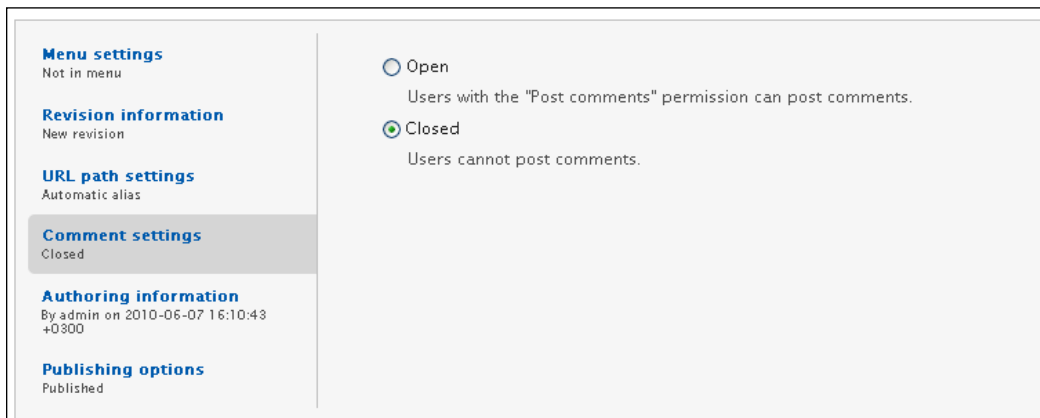 Menu settings
Not in menu
Revision information
New revision
URL path settings
Automatic alias
Comment settings
Closed
Authoring information
By admin on 2010-06-07 16:10:43
+0300
Publishing options
Published
Open
Users with the "Post comments" permission can post comments.
Closed
Users cannot post comments.